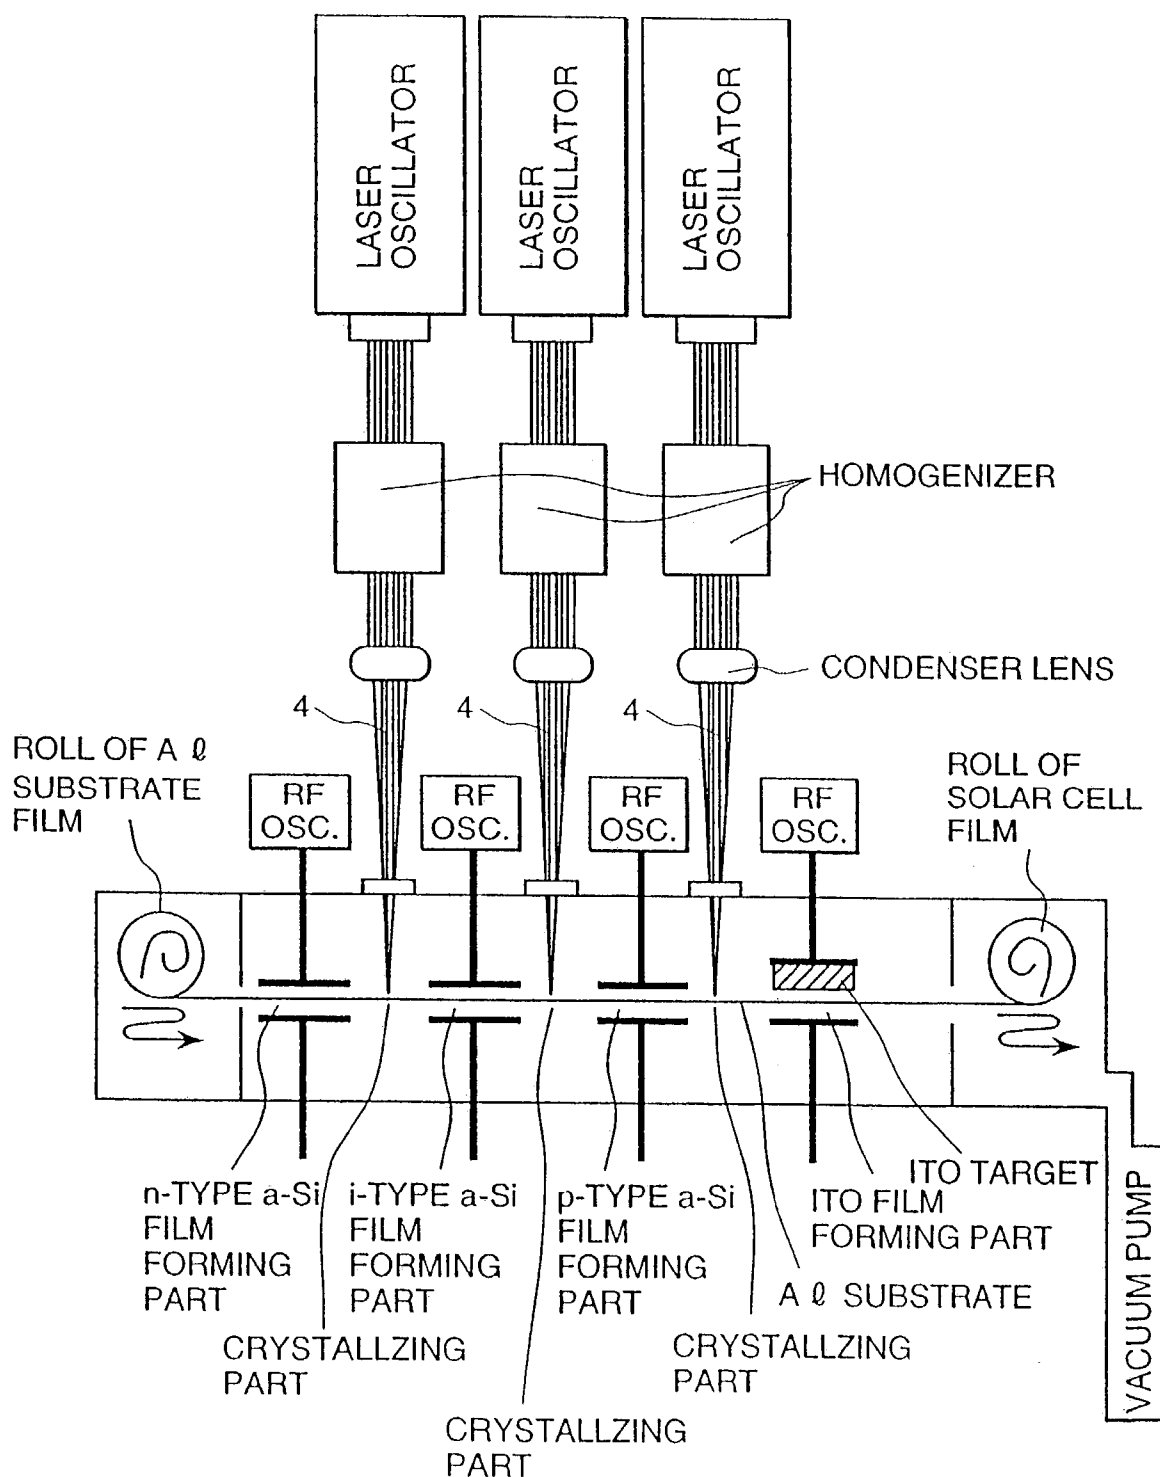 LASER
OSCILLATOR
LASER
OSCILLATOR
LASER
OSCILLATOR
HOMOGENIZER
CONDENSER LENS
4
4
4
ROLL OF A ℓ
SUBSTRATE
FILM
RF
OSC.
RF
OSC.
RF
OSC.
RF
OSC.
ROLL OF
SOLAR CELL
FILM
n-TYPE a-Si
FILM
FORMING
PART
i-TYPE a-Si
FILM
FORMING
PART
p-TYPE a-Si
FILM
FORMING
PART
ITO TARGET
ITO FILM
FORMING PART
A ℓ SUBSTRATE
CRYSTALLZING
PART
CRYSTALLZING
PART
CRYSTALLZING
PART
VACUUM PUMP